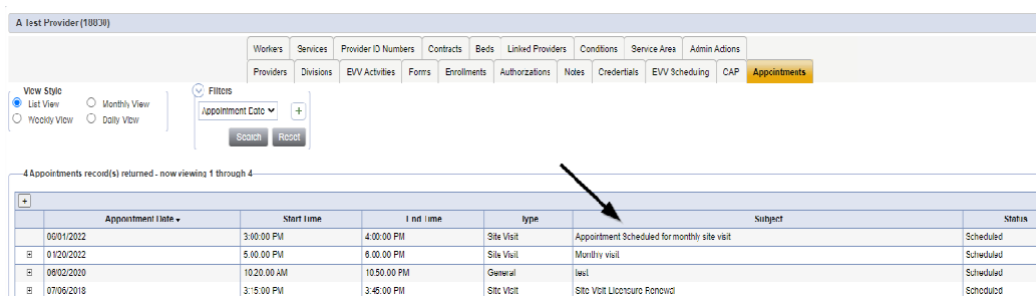 A Test Provider (18830)
Workers Services Provider ID Numbers Contracts Beds Linked Providers Conditions Service Area Admin Actions
Providers Divisions EVV Activities Forms Enrollments Authorzations Notes Credentials EVV Scheduling CAP Appointments
View Style
List View Monthly View
Weekly View Daily View
Filters
Appointment Date
+
Search Reset
4 Appointments record(s) returned - now viewing 1 through 4
+
Appointment Date Start Time End Time Type Subject Status
06/01/2022 3:00:00 PM 4:00:00 PM Site Visit Appointment Scheduled for monthly site visit Scheduled
01/20/2022 5:00:00 PM 6:00:00 PM Site Visit Monthy visit Scheduled
06/02/2020 10:20:00 AM 10:50:00 PM General test Scheduled
07/06/2018 3:15:00 PM 3:45:00 PM Site Visit Site Visit Licensure Renewal Scheduled